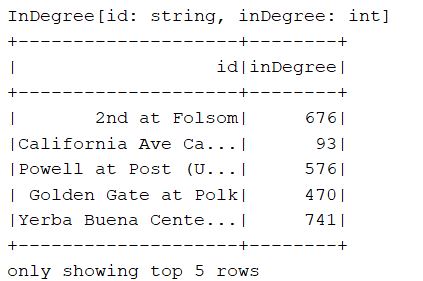 InDegree[id: string, inDegree: int]
+--------------------+--------+
|                  id|inDegree|
+--------------------+--------+
|       2nd at Folsom|     676|
|California Ave Ca...|      93|
|Powell at Post (U...|     576|
| Golden Gate at Polk|     470|
|Yerba Buena Cente...|     741|
+--------------------+--------+
only showing top 5 rows